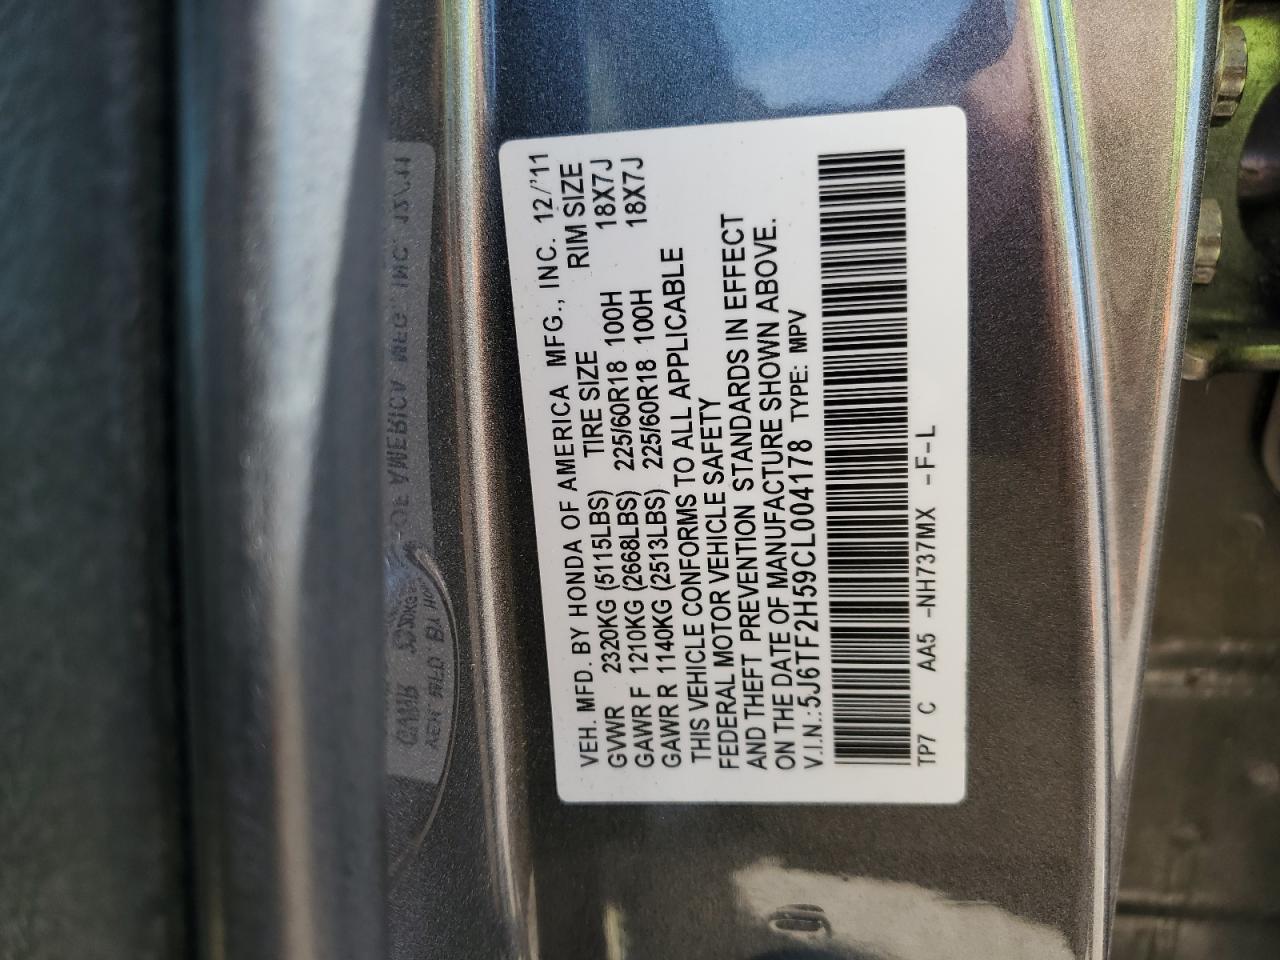 VEH. MFD. BY HONDA OF AMERICA MFG., INC. 12/'11
GVWR 2320KG (5115LBS) TIRE SIZE RIM SIZE
GAWR F 1210KG (2668LBS) 225/60R18 100H 18X7J
GAWR R 1140KG (2513LBS) 225/60R18 100H 18X7J
THIS VEHICLE CONFORMS TO ALL APPLICABLE
FEDERAL MOTOR VEHICLE SAFETY
AND THEFT PREVENTION STANDARDS IN EFFECT
ON THE DATE OF MANUFACTURE SHOWN ABOVE.
V.I.N.:5J6TF2H59CL004178 TYPE: MPV
TP7 C AA5 -NH737MX -F-L